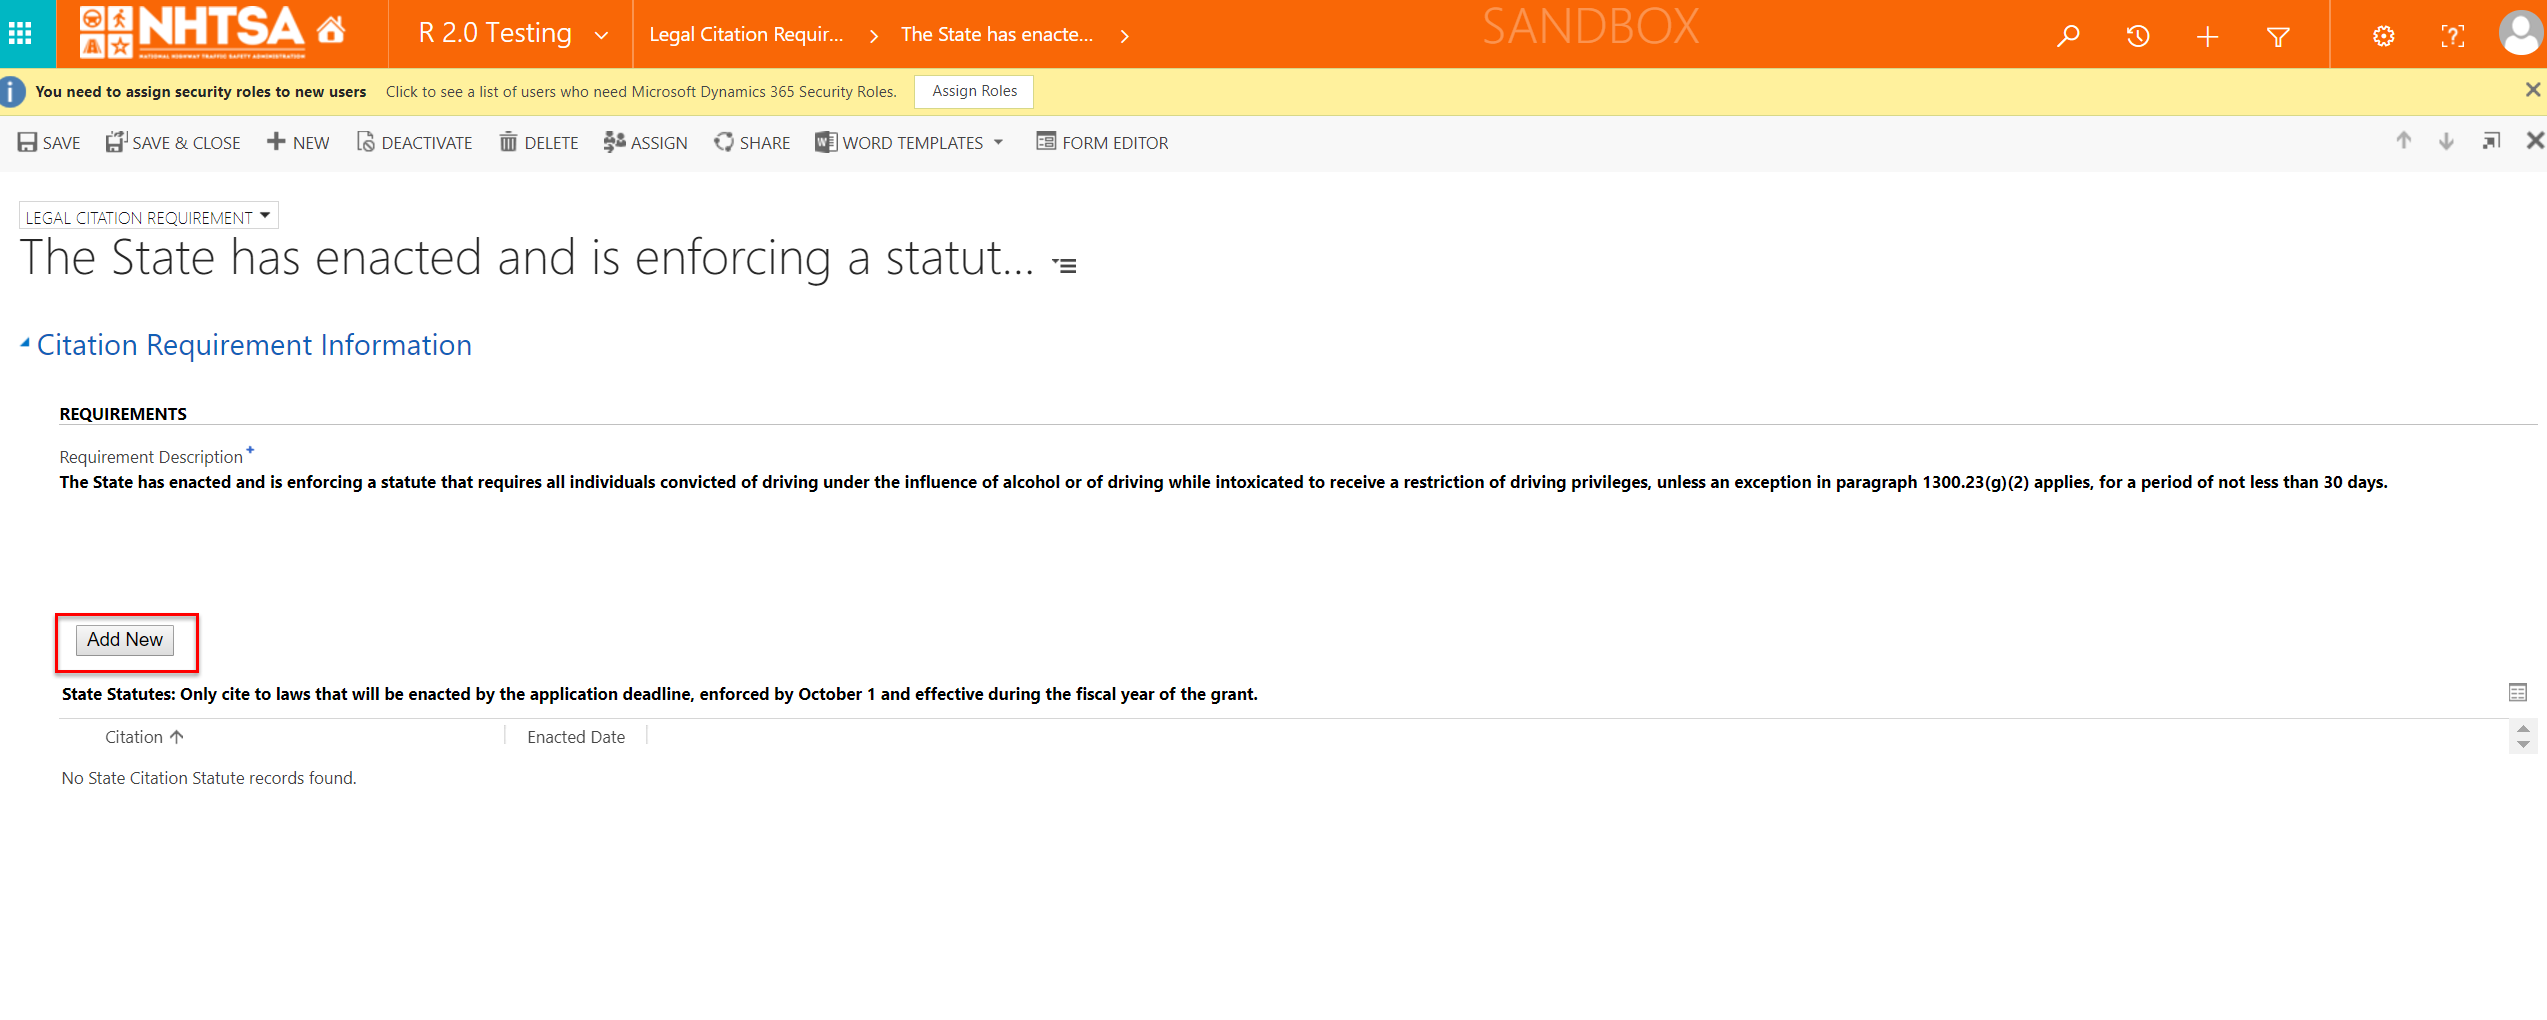 NHTSA
NATIONAL HIGHWAY TRAFFIC SAFETY ADMINISTRATION
R 2.0 Testing
Legal Citation Requir...
The State has enacte...
SANDBOX
You need to assign security roles to new users Click to see a list of users who need Microsoft Dynamics 365 Security Roles. Assign Roles
SAVE SAVE & CLOSE NEW DEACTIVATE DELETE ASSIGN SHARE WORD TEMPLATES FORM EDITOR
LEGAL CITATION REQUIREMENT
The State has enacted and is enforcing a statut...
Citation Requirement Information
REQUIREMENTS
Requirement Description+
The State has enacted and is enforcing a statute that requires all individuals convicted of driving under the influence of alcohol or of driving while intoxicated to receive a restriction of driving privileges, unless an exception in paragraph 1300.23(g)(2) applies, for a period of not less than 30 days.
Add New
State Statutes: Only cite to laws that will be enacted by the application deadline, enforced by October 1 and effective during the fiscal year of the grant.
Citation Enacted Date
No State Citation Statute records found.